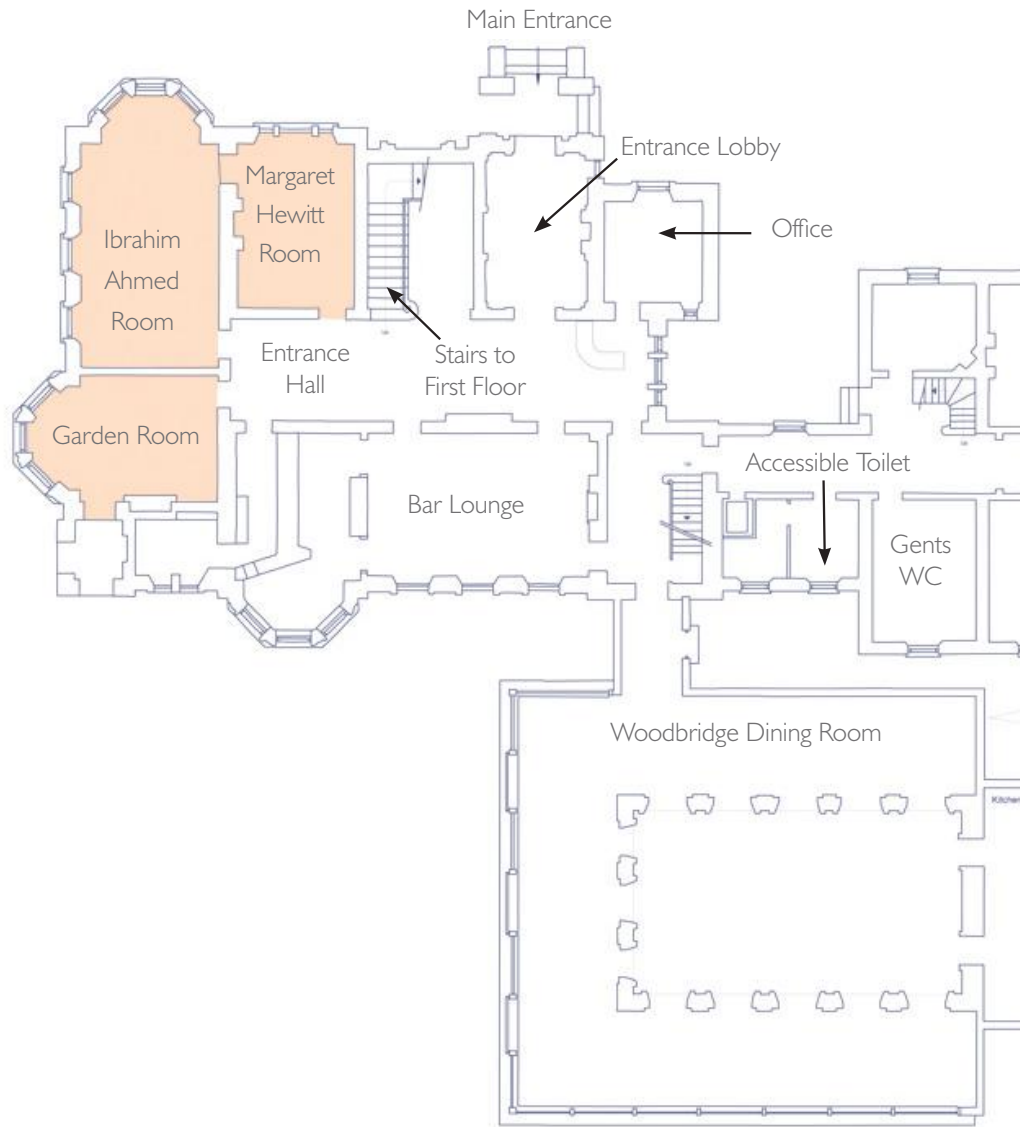 Main Entrance
Entrance Lobby
Margaret
Hewitt
Room
Office
Ibrahim
Ahmed
Room
Entrance
Hall
Stairs to
First Floor
Garden Room
Accessible Toilet
Bar Lounge
Gents
WC
Woodbridge Dining Room
Kitchen